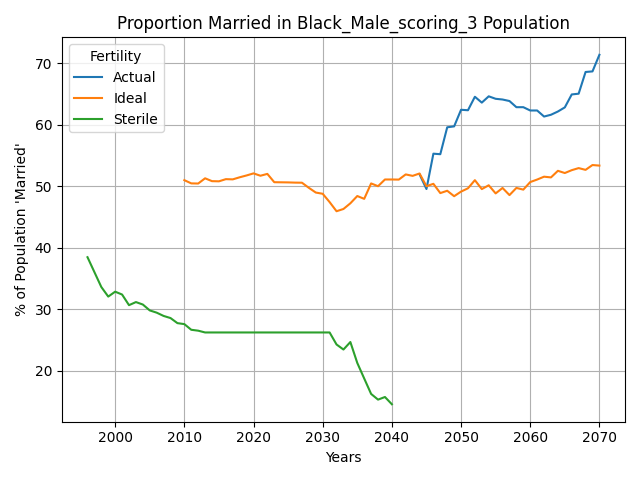 Proportion Married in Black_Male_scoring_3 Population
Fertility
Actual
Ideal
Sterile
% of Population 'Married'
70
60
50
40
30
20
2000
2010
2020
2030
2040
2050
2060
2070
Years